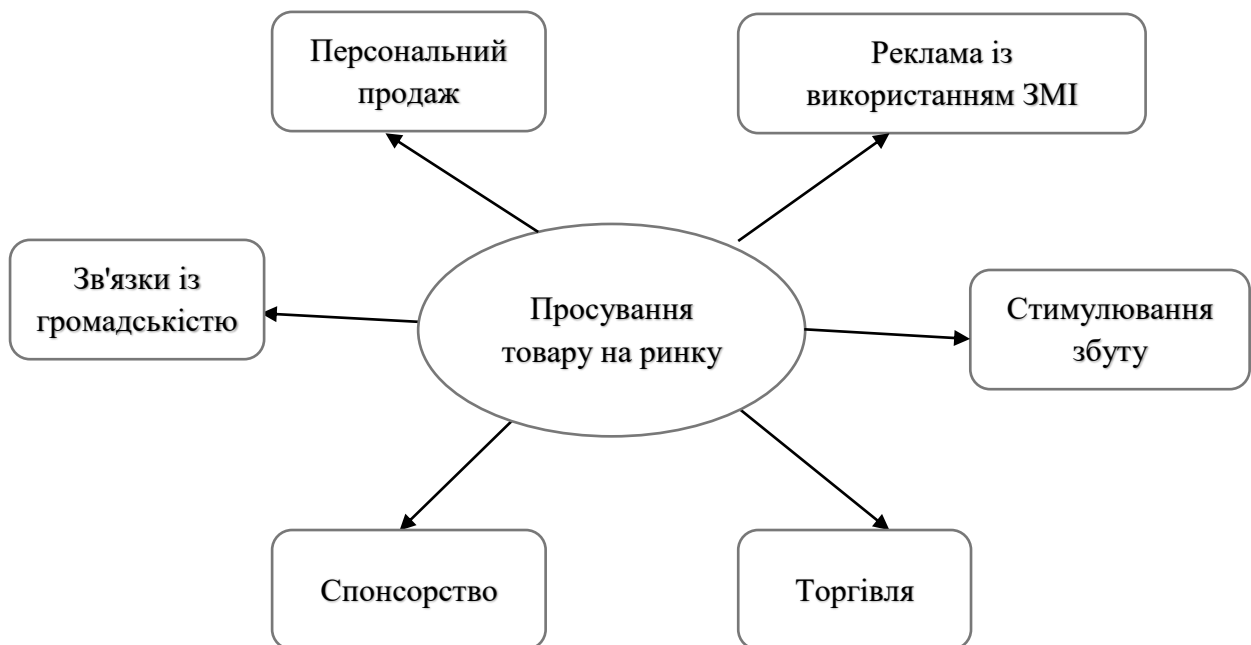 Персональний
продаж
Реклама із
використанням ЗМІ
Зв'язки із
громадськістю
Просування
товару на ринку
Стимулювання
збуту
Спонсорство
Торгівля